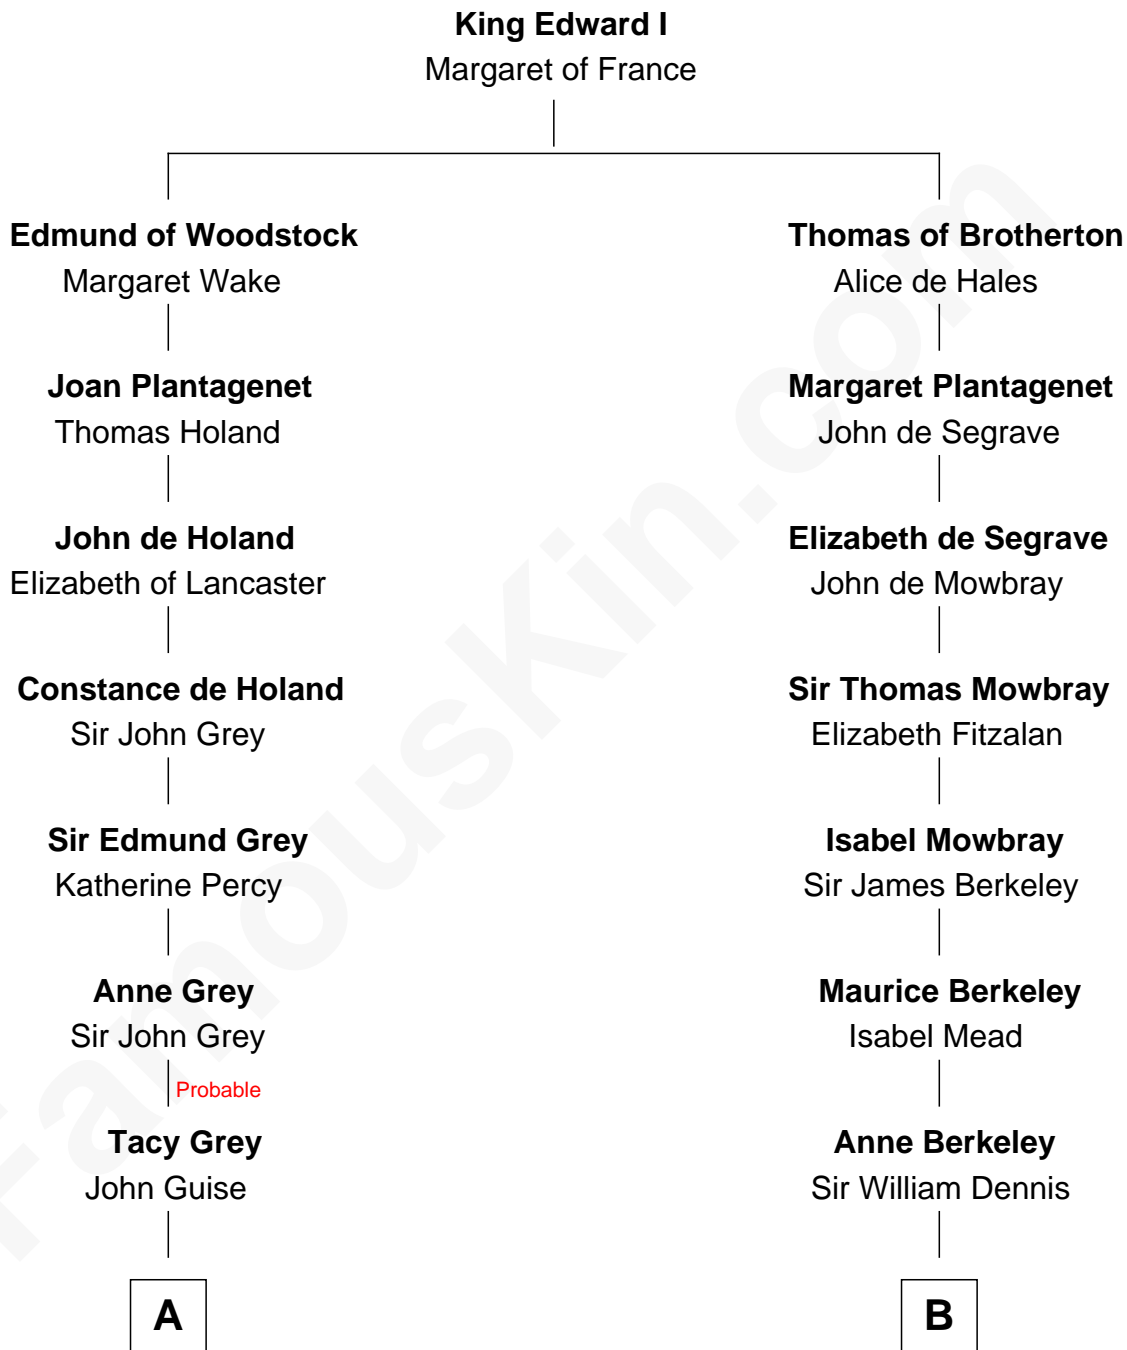 King Edward I
Margaret of France
Edmund of Woodstock
Margaret Wake
Thomas of Brotherton
Alice de Hales
Joan Plantagenet
Thomas Holand
Margaret Plantagenet
John de Segrave
John de Holand
Elizabeth of Lancaster
Elizabeth de Segrave
John de Mowbray
Constance de Holand
Sir John Grey
Sir Thomas Mowbray
Elizabeth Fitzalan
Sir Edmund Grey
Katherine Percy
Isabel Mowbray
Sir James Berkeley
Anne Grey
Sir John Grey
Maurice Berkeley
Isabel Mead
Probable
Tacy Grey
John Guise
Anne Berkeley
Sir William Dennis
A
B
FamousKin.com